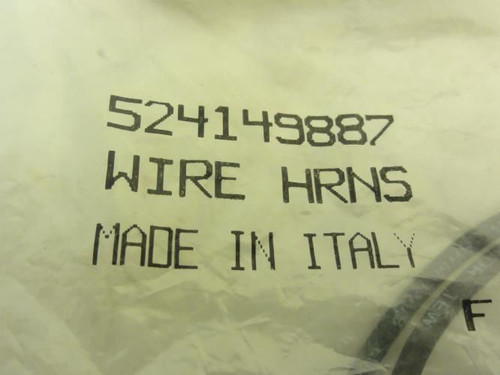 524149887
WIRE HRNS
MADE IN ITALY
F